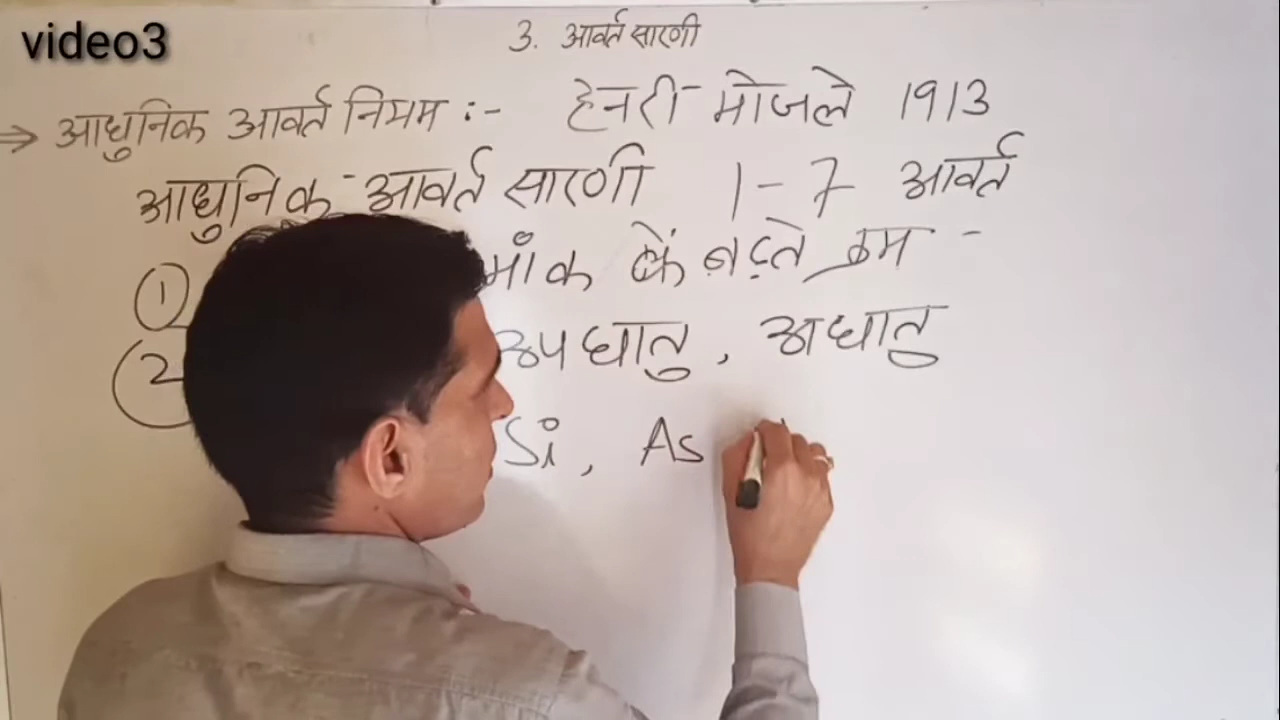 video3
3. आवर्त सारणी
⇒ आधुनिक आवर्त नियम :- हेनरी मोजले 1913
आधुनिक आवर्त सारणी 1-7 आवर्त
① मांक कें बढ़ते क्रम -
② उपधातु, अधातु
Si, As